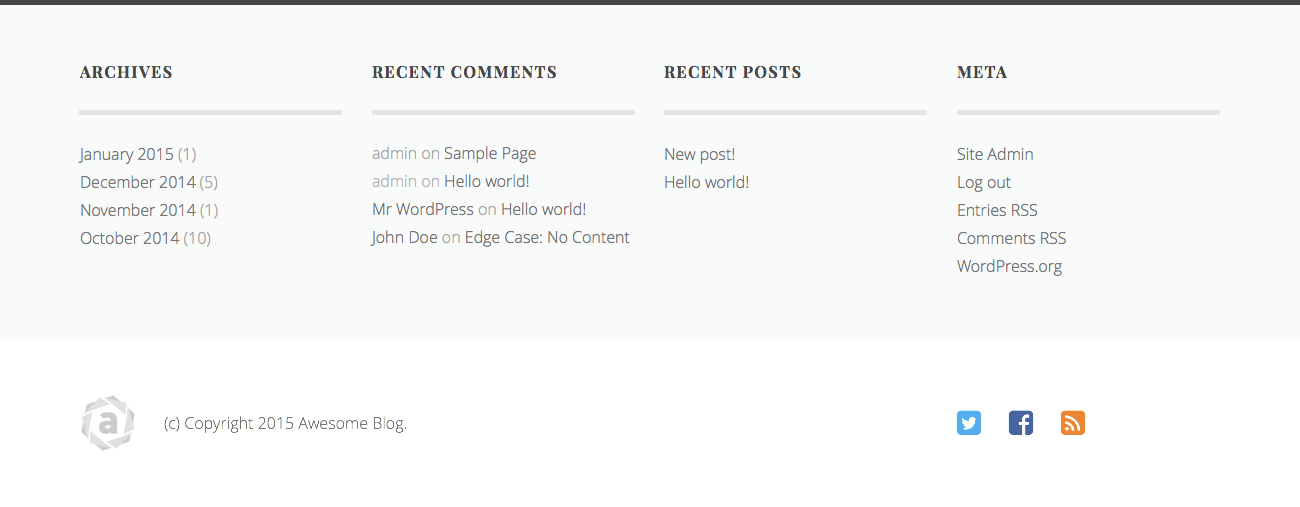 ARCHIVES
January 2015 (1)
December 2014 (5)
November 2014 (1)
October 2014 (10)
RECENT COMMENTS
admin on Sample Page
admin on Hello world!
Mr WordPress on Hello world!
John Doe on Edge Case: No Content
RECENT POSTS
New post!
Hello world!
META
Site Admin
Log out
Entries RSS
Comments RSS
WordPress.org
a
(c) Copyright 2015 Awesome Blog.